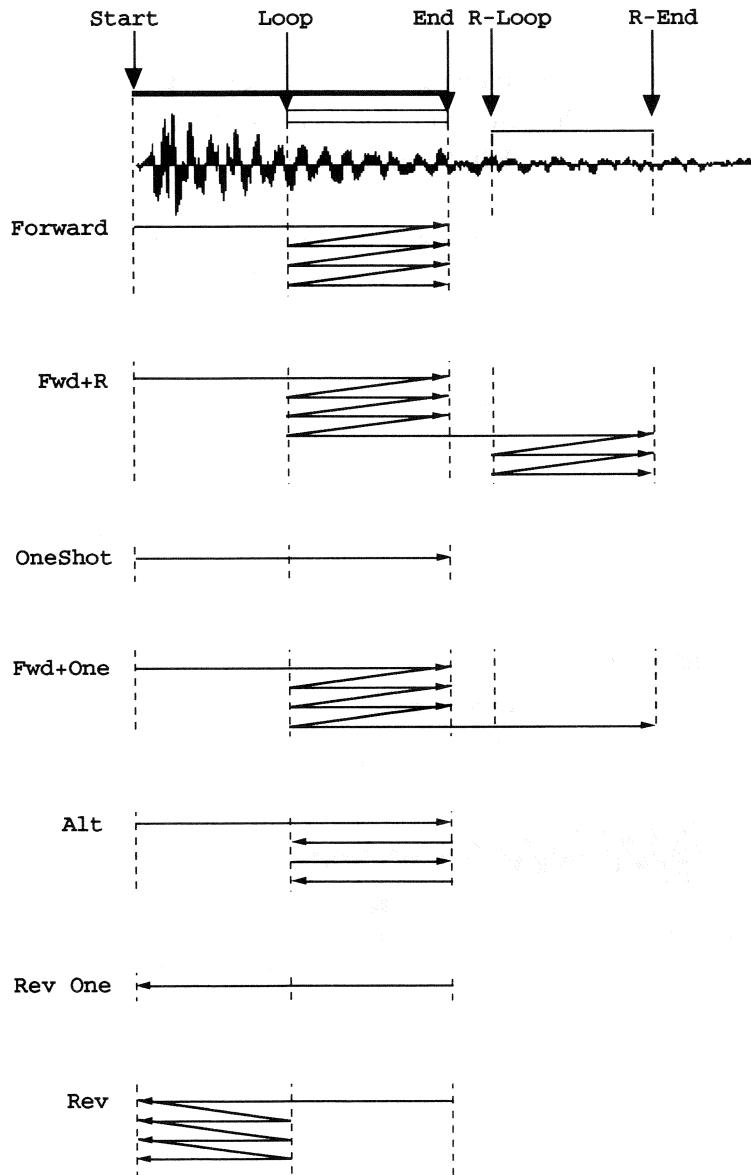 Start Loop End R-Loop R-End
Forward
Fwd+R
OneShot
Fwd+One
Alt
Rev One
Rev